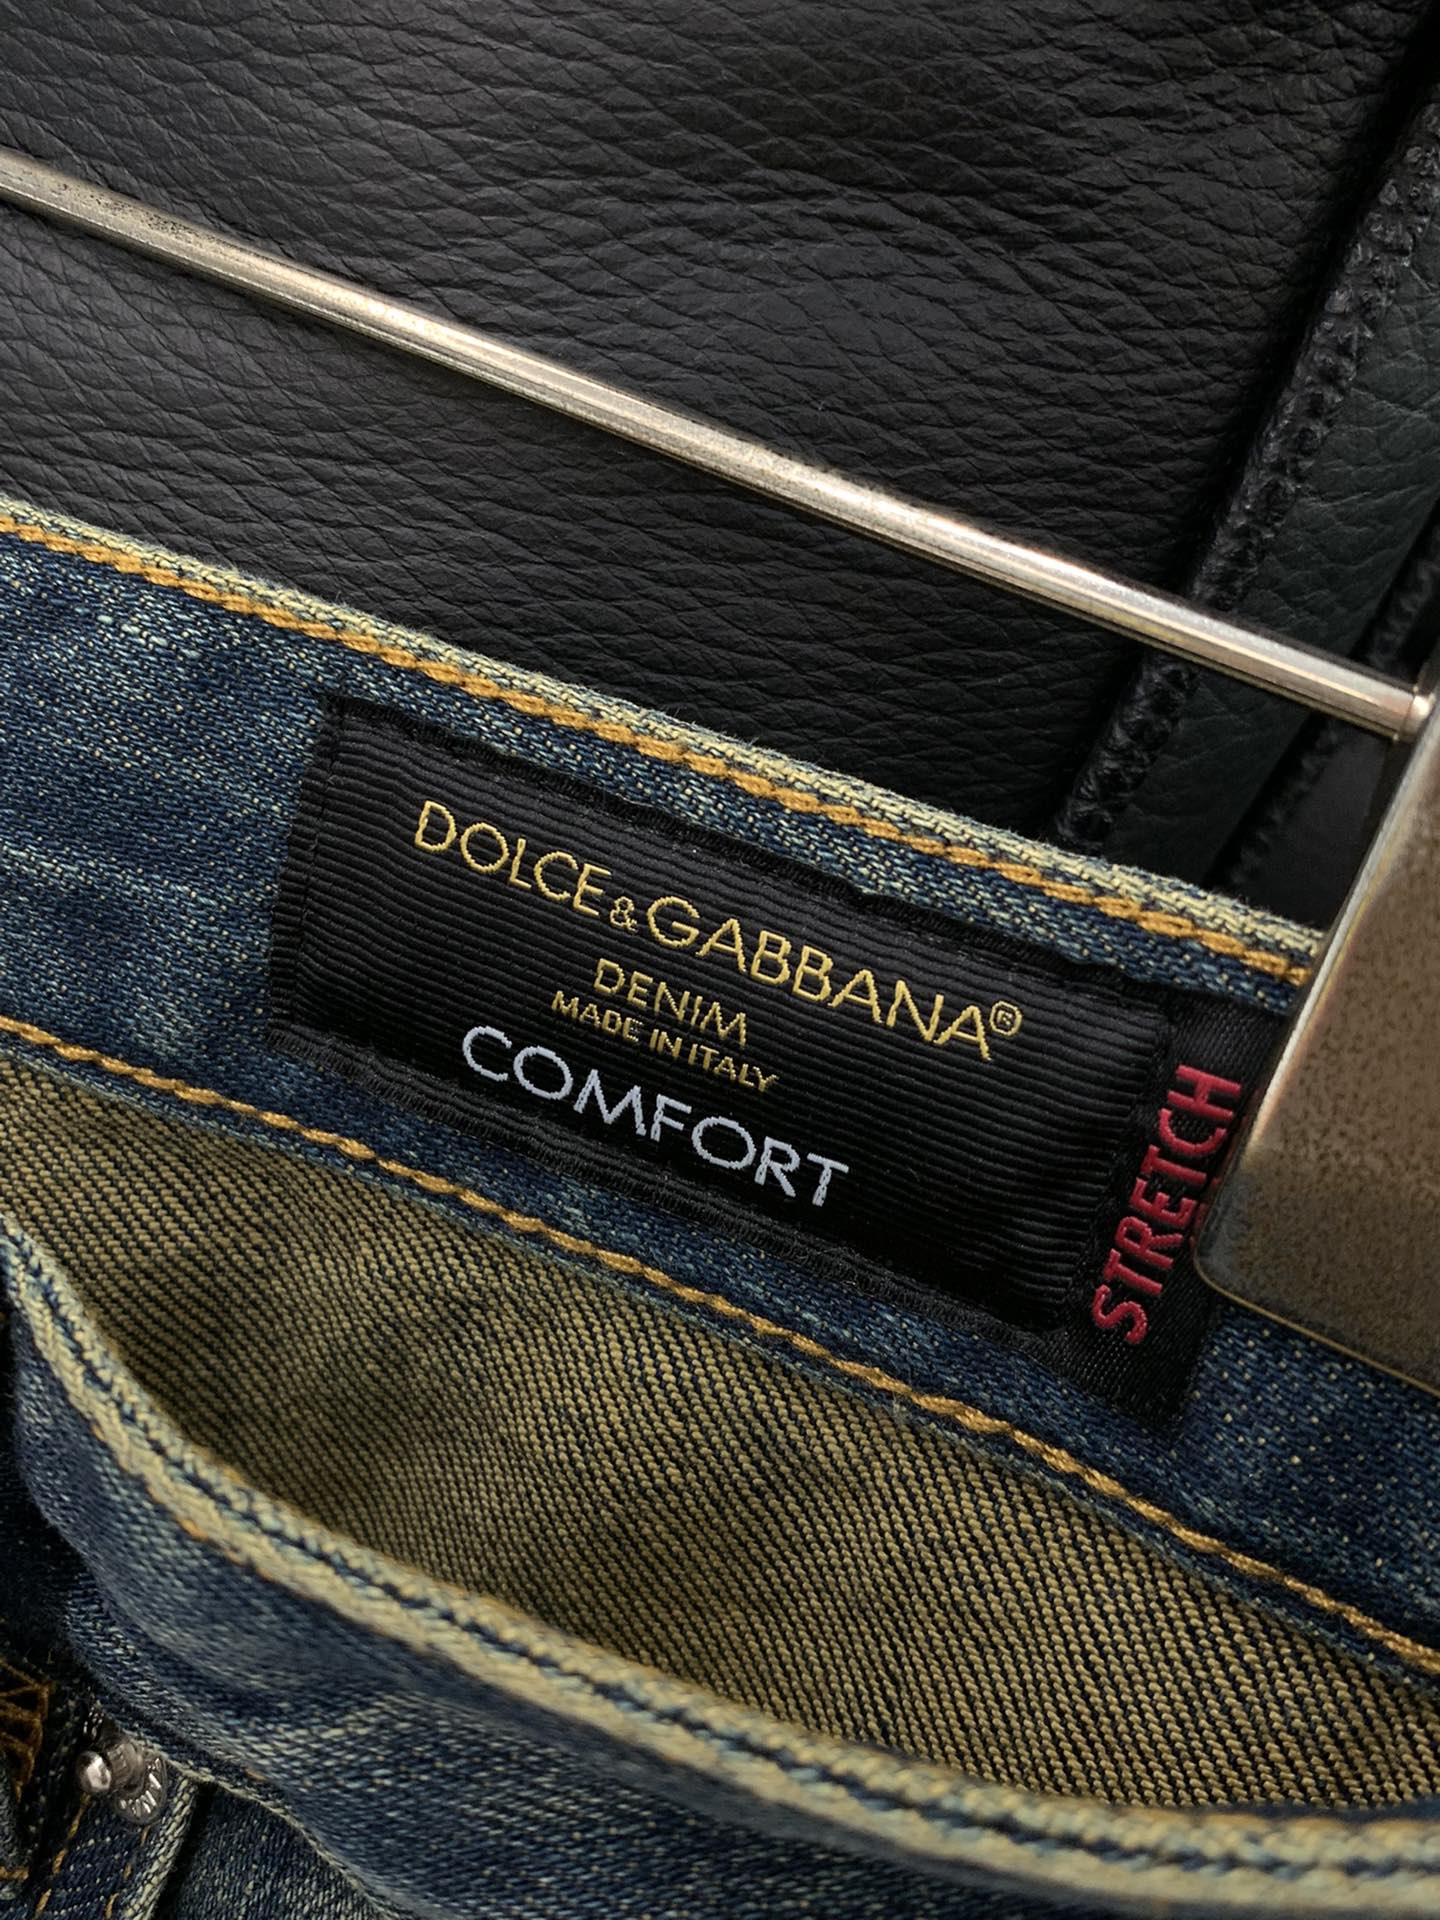 DOLCE&GABBANA®
DENIM
MADE IN ITALY
COMFORT
STRETCH